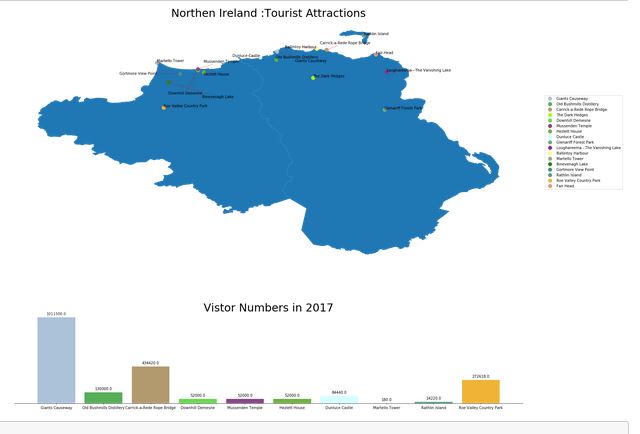 Northen Ireland :Tourist Attractions
Rathlin Island
Carrick-a-Rede Rope Bridge
Ballintoy Harbour
Fair Head
Dunluce Castle
Old Bushmills Distillery
Giants Causeway
Martello Tower
Mussenden Temple
Gortmore View Point
Hezlett House
Loughareema - The Vanishing Lake
The Dark Hedges
Downhill Demesne
Binevenagh Lake
Roe Valley Country Park
Glenariff Forest Park
Giants Causeway
Old Bushmills Distillery
Carrick-a-Rede Rope Bridge
The Dark Hedges
Downhill Demesne
Mussenden Temple
Hezlett House
Dunluce Castle
Glenariff Forest Park
Loughareema - The Vanishing Lake
Ballintoy Harbour
Martello Tower
Binevenagh Lake
Gortmore View Point
Rathlin Island
Roe Valley Country Park
Fair Head
Vistor Numbers in 2017
1011500.0
130000.0
434420.0
52000.0
52000.0
52000.0
84440.0
180.0
14220.0
272618.0
Giants Causeway
Old Bushmills Distillery
Carrick-a-Rede Rope Bridge
Downhill Demesne
Mussenden Temple
Hezlett House
Dunluce Castle
Martello Tower
Rathlin Island
Roe Valley Country Park